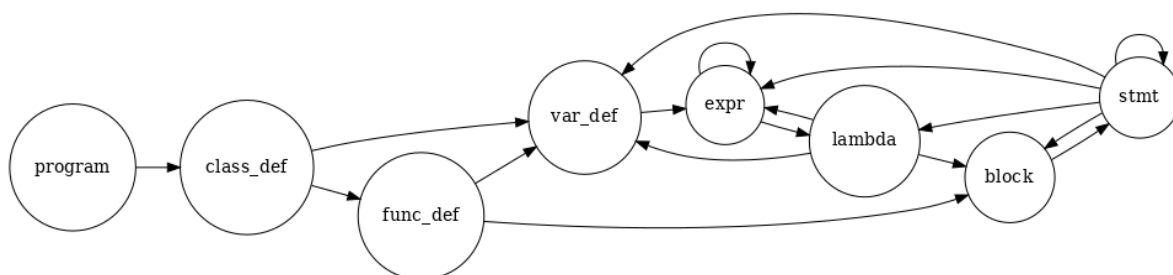 program
class_def
func_def
var_def
expr
lambda
block
stmt